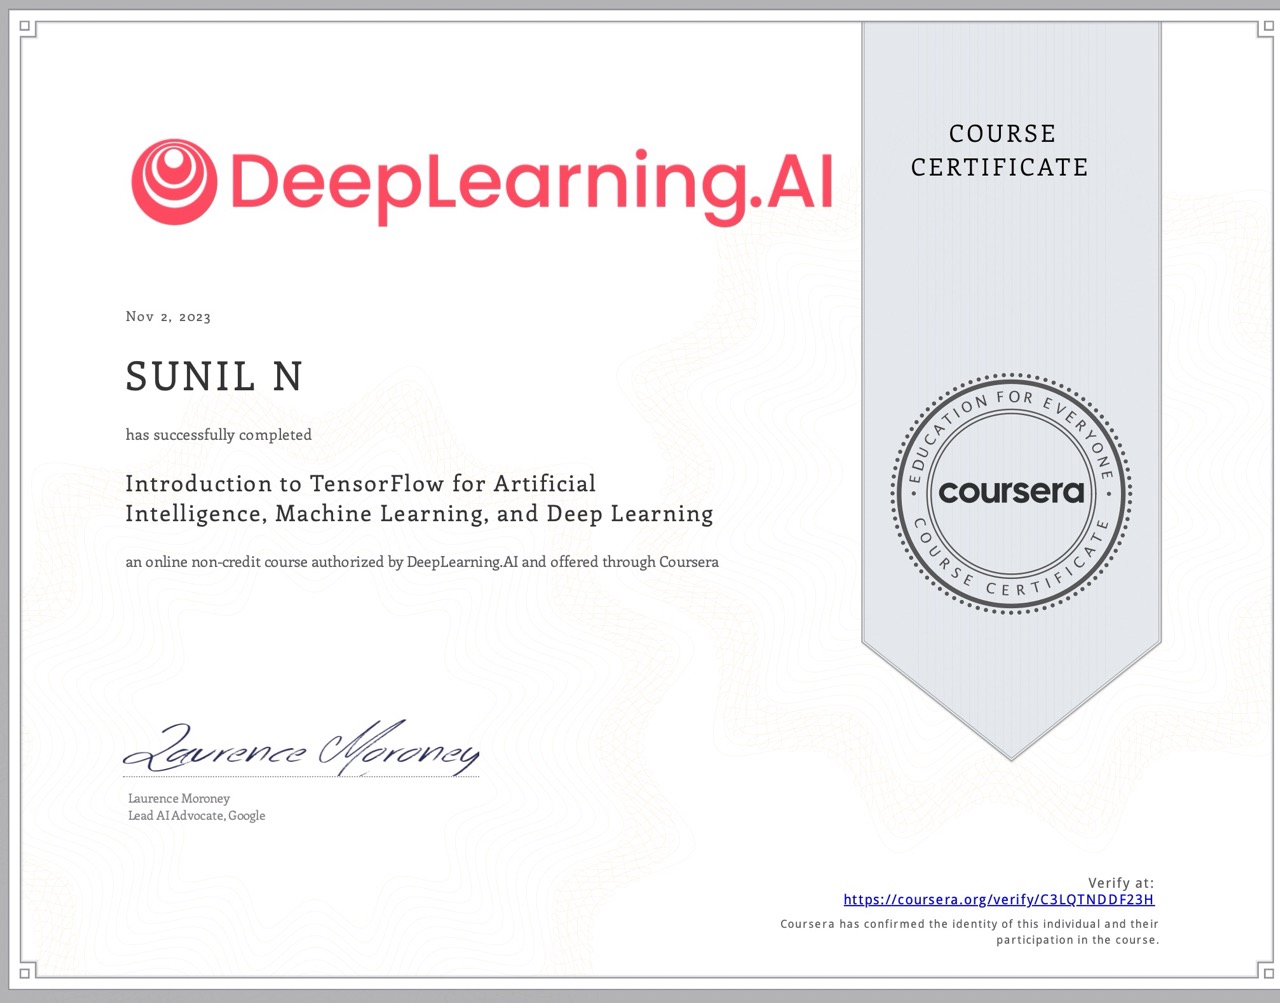 DeepLearning.AI
COURSE
CERTIFICATE
Nov 2, 2023
SUNIL N
has successfully completed
Introduction to TensorFlow for Artificial
Intelligence, Machine Learning, and Deep Learning
an online non-credit course authorized by DeepLearning.AI and offered through Coursera
EDUCATION FOR EVERYONE
coursera
COURSE CERTIFICATE
Laurence Moroney
Laurence Moroney
Lead AI Advocate, Google
Verify at:
https://coursera.org/verify/C3LQTNDDF23H
Coursera has confirmed the identity of this individual and their
participation in the course.